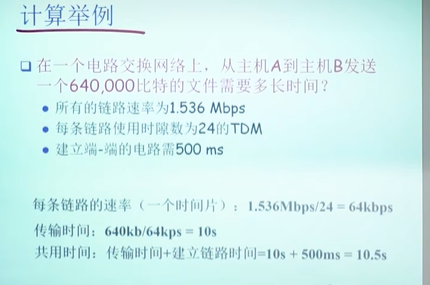 计算举例
在一个电路交换网络上，从主机A到主机B发送
一个640,000比特的文件需要多长时间？
所有的链路速率为1.536 Mbps
每条链路使用时隙数为24的TDM
建立端-端的电路需500 ms
每条链路的速率（一个时间片）：1.536Mbps/24 = 64kbps
传输时间：640kb/64kps = 10s
共用时间：传输时间+建立链路时间=10s + 500ms = 10.5s